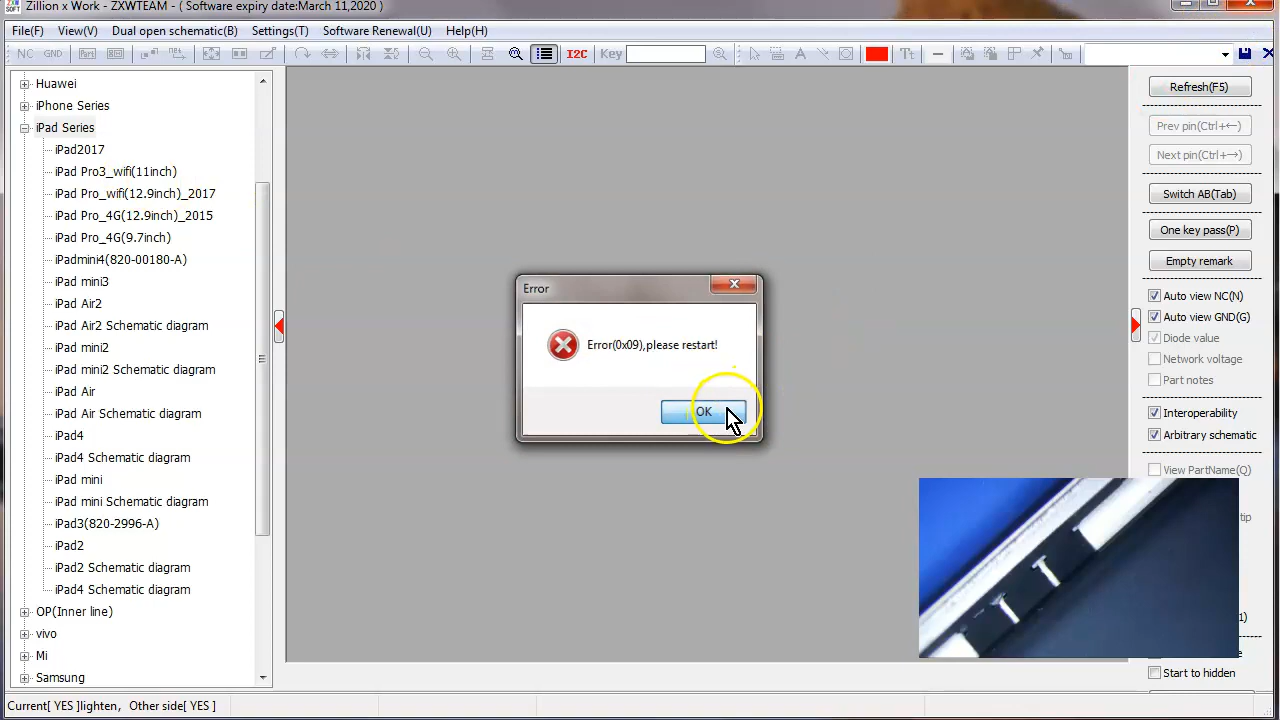 Zillion x Work - ZXWTEAM - ( Software expiry date:March 11,2020 )
File(F) View(V) Dual open schematic(B) Settings(T) Software Renewal(U) Help(H)
NC GND Part I2C Key Tt
Huawei
iPhone Series
iPad Series
iPad2017
iPad Pro3_wifi(11inch)
iPad Pro_wifi(12.9inch)_2017
iPad Pro_4G(12.9inch)_2015
iPad Pro_4G(9.7inch)
iPadmini4(820-00180-A)
iPad mini3
iPad Air2
iPad Air2 Schematic diagram
iPad mini2
iPad mini2 Schematic diagram
iPad Air
iPad Air Schematic diagram
iPad4
iPad4 Schematic diagram
iPad mini
iPad mini Schematic diagram
iPad3(820-2996-A)
iPad2
iPad2 Schematic diagram
iPad4 Schematic diagram
OP(Inner line)
vivo
Mi
Samsung
Error
Error(0x09),please restart!
OK
Refresh(F5)
Prev pin(Ctrl+←)
Next pin(Ctrl+→)
Switch AB(Tab)
One key pass(P)
Empty remark
Auto view NC(N)
Auto view GND(G)
Diode value
Network voltage
Part notes
Interoperability
Arbitrary schematic
View PartName(Q)
tip
1)
Start to hidden
Current[ YES ]lighten, Other side[ YES ]